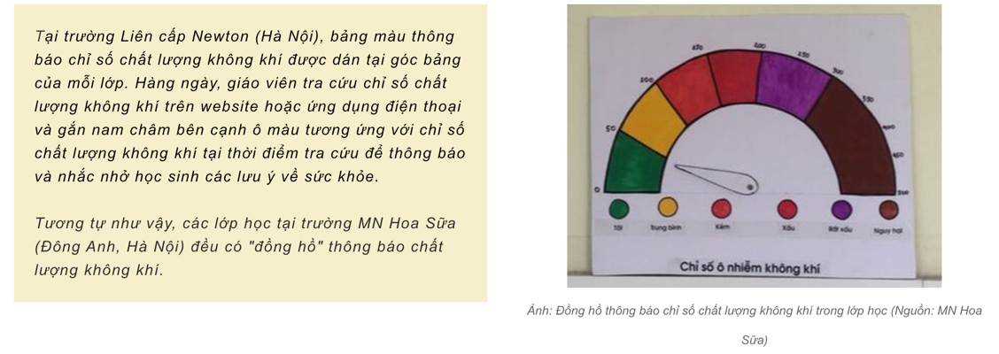 Tại trường Liên cấp Newton (Hà Nội), bảng màu thông
báo chỉ số chất lượng không khí được dán tại góc bảng
của mỗi lớp. Hàng ngày, giáo viên tra cứu chỉ số chất
lượng không khí trên website hoặc ứng dụng điện thoại
và gắn nam châm bên cạnh ô màu tương ứng với chỉ số
chất lượng không khí tại thời điểm tra cứu để thông báo
và nhắc nhở học sinh các lưu ý về sức khỏe.
Tương tự như vậy, các lớp học tại trường MN Hoa Sữa
(Đông Anh, Hà Nội) đều có "đồng hồ" thông báo chất
lượng không khí.
0
50
100
150
200
250
300
350
400
450
500
Tốt Trung bình Kém Xấu Rất xấu Nguy hại
Chỉ số ô nhiễm không khí
Ảnh: Đồng hồ thông báo chỉ số chất lượng không khí trong lớp học (Nguồn: MN Hoa
Sữa)